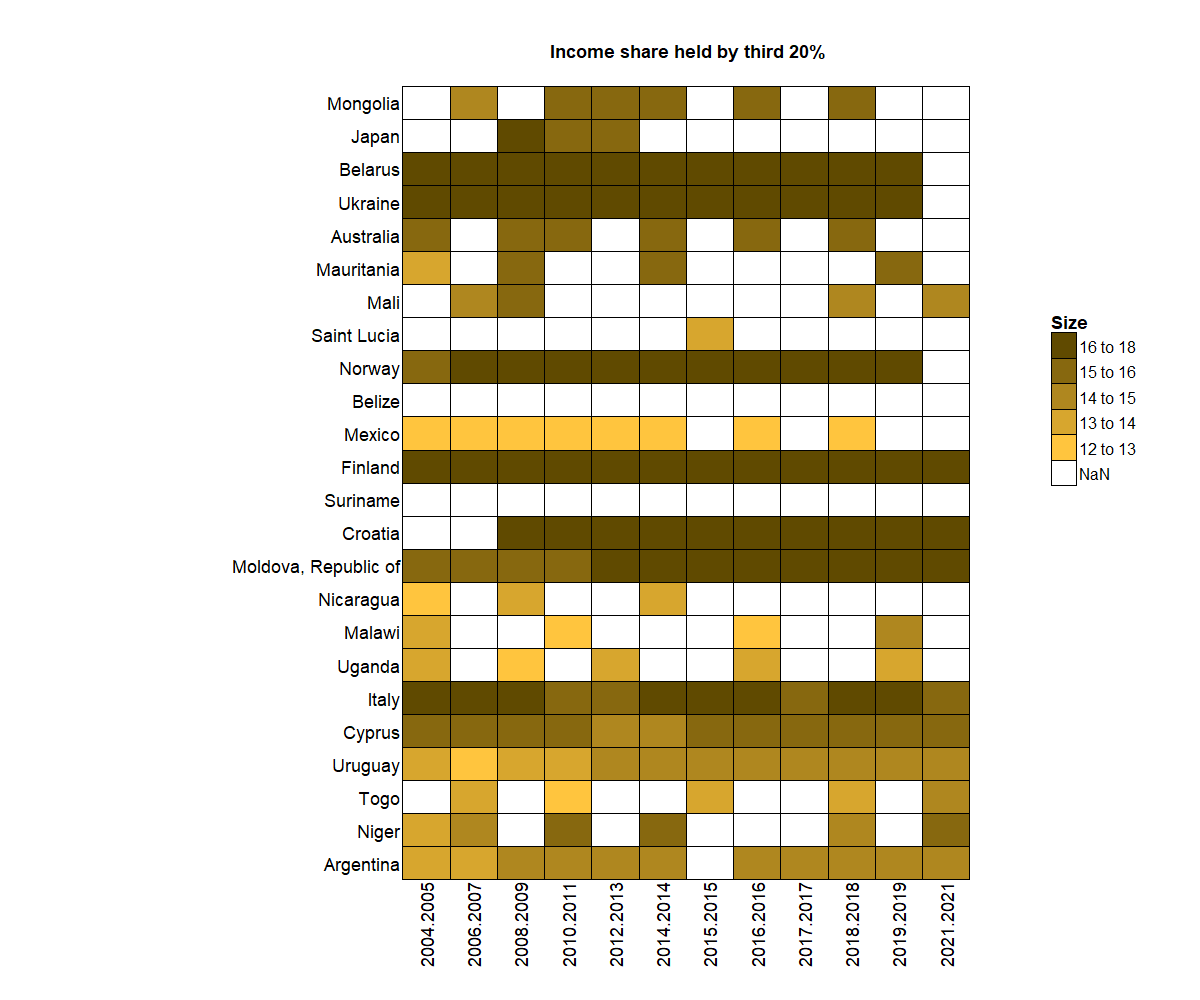 Income share held by third 20%
Mongolia
Japan
Belarus
Ukraine
Australia
Mauritania
Mali
Saint Lucia
Norway
Belize
Mexico
Finland
Suriname
Croatia
Moldova, Republic of
Nicaragua
Malawi
Uganda
Italy
Cyprus
Uruguay
Togo
Niger
Argentina
2004.2005
2006.2007
2008.2009
2010.2011
2012.2013
2014.2014
2015.2015
2016.2016
2017.2017
2018.2018
2019.2019
2021.2021
Size
16 to 18
15 to 16
14 to 15
13 to 14
12 to 13
NaN